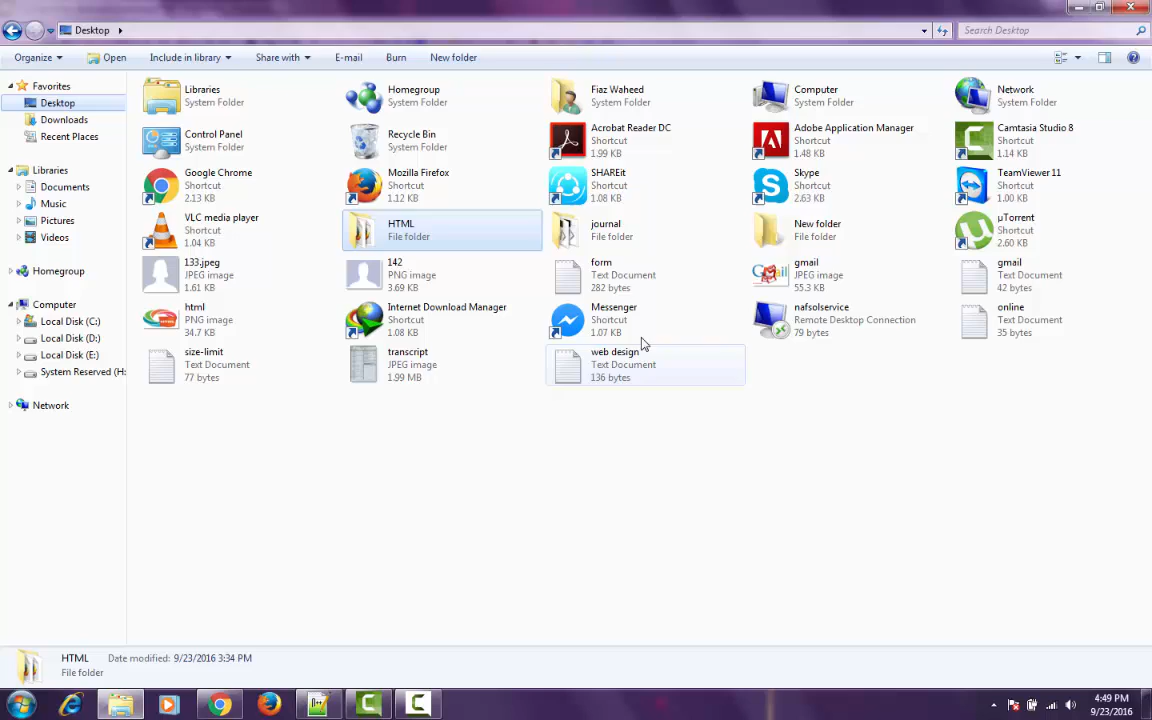 Desktop
Search Desktop
Organize
Open
Include in library
Share with
E-mail
Burn
New folder
Favorites
Desktop
Downloads
Recent Places
Libraries
Documents
Music
Pictures
Videos
Homegroup
Computer
Local Disk (C:)
Local Disk (D:)
Local Disk (E:)
System Reserved (H:
Network
Libraries
System Folder
Homegroup
System Folder
Fiaz Waheed
System Folder
Computer
System Folder
Network
System Folder
Control Panel
System Folder
Recycle Bin
System Folder
Acrobat Reader DC
Shortcut
1.99 KB
Adobe Application Manager
Shortcut
1.48 KB
Camtasia Studio 8
Shortcut
1.14 KB
Google Chrome
Shortcut
2.13 KB
Mozilla Firefox
Shortcut
1.12 KB
SHAREit
Shortcut
1.08 KB
Skype
Shortcut
2.63 KB
TeamViewer 11
Shortcut
1.00 KB
VLC media player
Shortcut
1.04 KB
HTML
File folder
journal
File folder
New folder
File folder
µTorrent
Shortcut
2.60 KB
133.jpeg
JPEG image
1.61 KB
142
PNG image
3.69 KB
form
Text Document
282 bytes
gmail
JPEG image
55.3 KB
gmail
Text Document
42 bytes
html
PNG image
34.7 KB
Internet Download Manager
Shortcut
1.08 KB
Messenger
Shortcut
1.07 KB
nafsolservice
Remote Desktop Connection
79 bytes
online
Text Document
35 bytes
size-limit
Text Document
77 bytes
transcript
JPEG image
1.99 MB
web design
Text Document
136 bytes
HTML
Date modified: 9/23/2016 3:34 PM
File folder
4:49 PM
9/23/2016